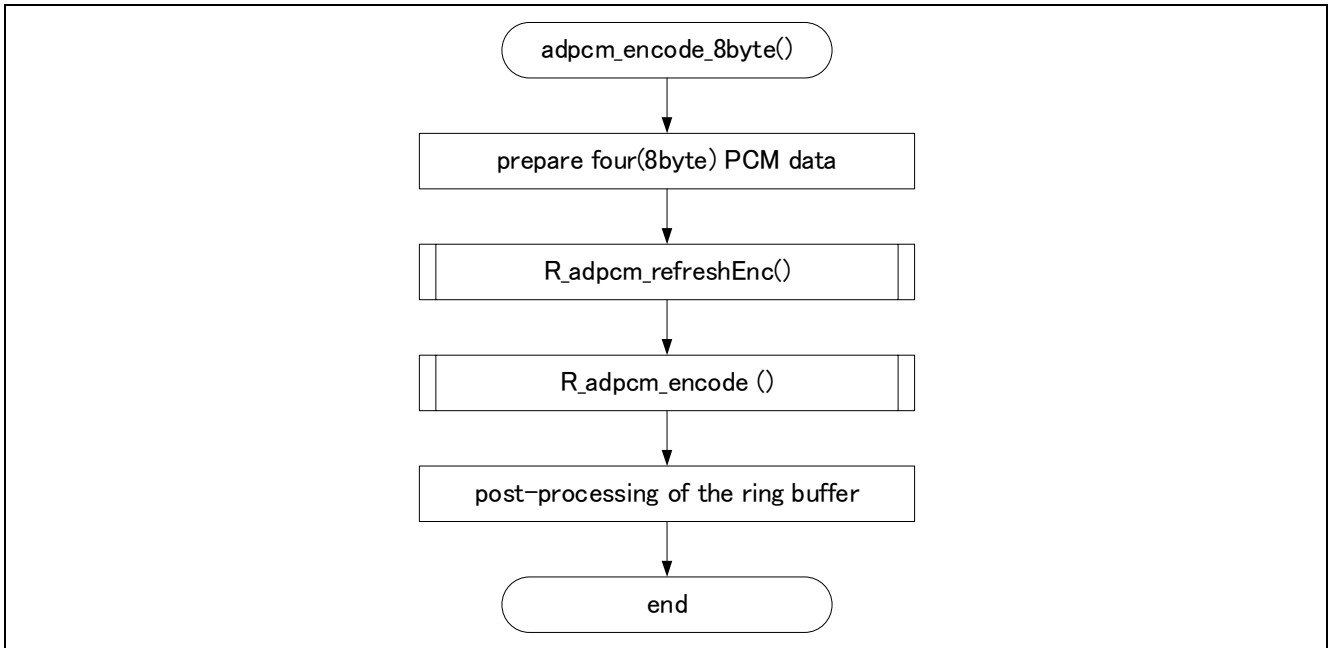 adpcm_encode_8byte()
prepare four(8byte) PCM data
R_adpcm_refreshEnc()
R_adpcm_encode ()
post-processing of the ring buffer
end